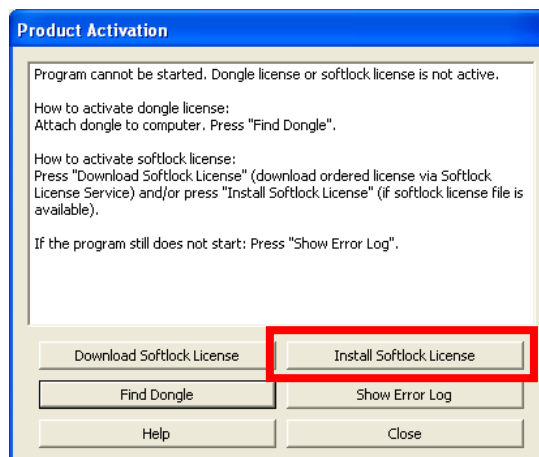 Product Activation
Program cannot be started. Dongle license or softlock license is not active.
How to activate dongle license:
Attach dongle to computer. Press "Find Dongle".
How to activate softlock license:
Press "Download Softlock License" (download ordered license via Softlock
License Service) and/or press "Install Softlock License" (if softlock license file is
available).
If the program still does not start: Press "Show Error Log".
Download Softlock License
Install Softlock License
Find Dongle
Show Error Log
Help
Close